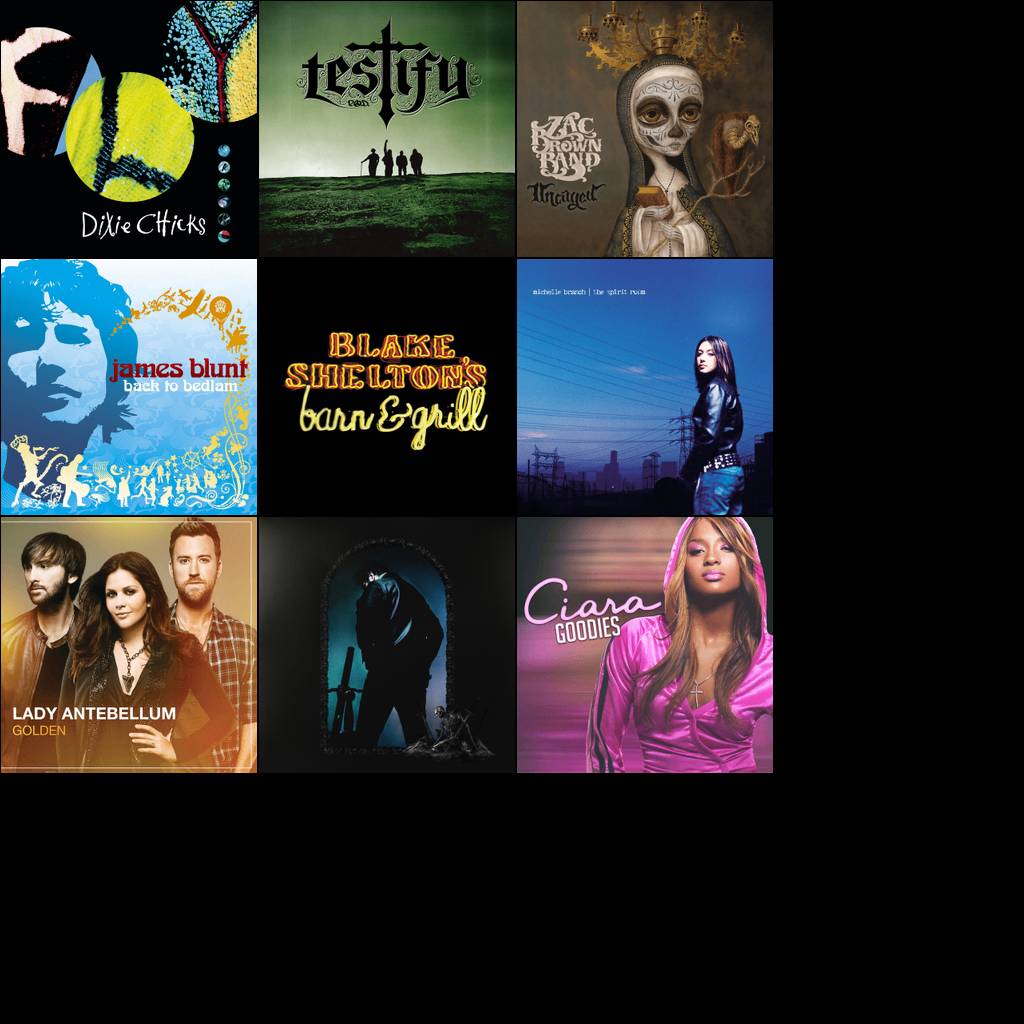 FLY
Dixie Chicks
testify
P.O.D.
ZAC
BROWN
BAND
Uncaged
james blunt
back to bedlam
BLAKE
SHELTON'S
barn & grill
michelle branch | the spirit room
LADY ANTEBELLUM
GOLDEN
Ciara
GOODIES